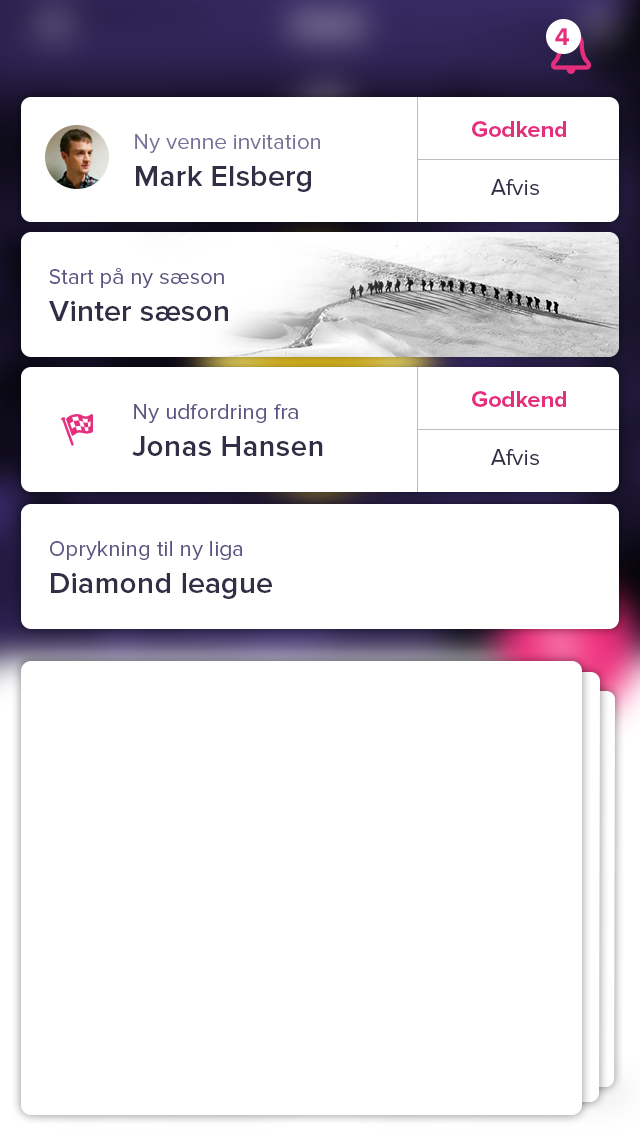 4
Ny venne invitation
Mark Elsberg
Godkend
Afvis
Start på ny sæson
Vinter sæson
Ny udfordring fra
Jonas Hansen
Godkend
Afvis
Oprykning til ny liga
Diamond league